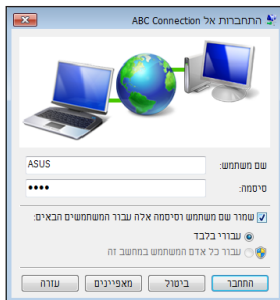 התחברות אל ABC Connection
שם משתמש: ASUS
סיסמה: ••••
שמור שם משתמש וסיסמה אלה עבור המשתמשים הבאים:
עבורי בלבד
עבור כל אדם המשתמש במחשב זה
התחבר ביטול מאפיינים עזרה